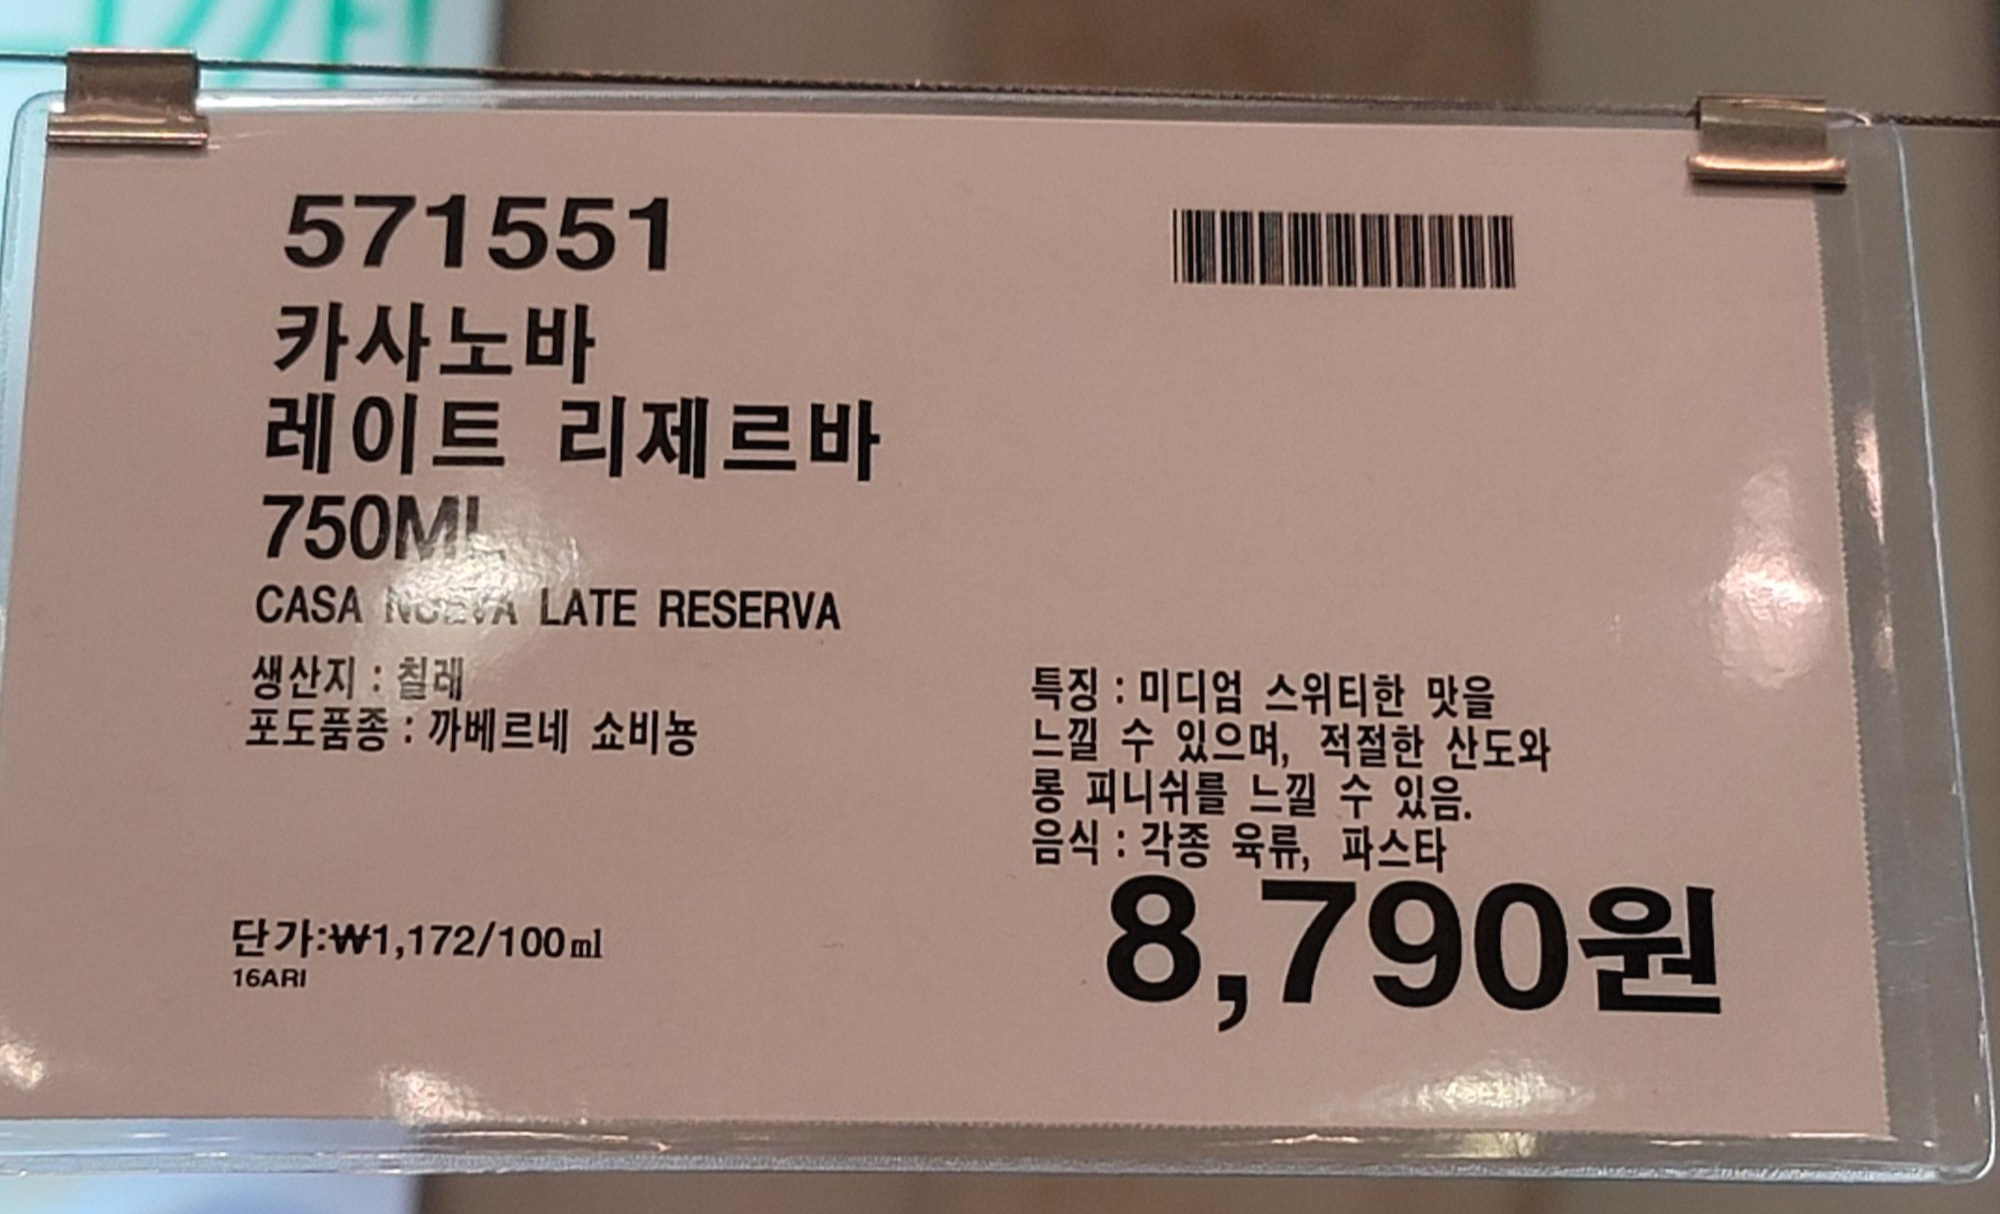 571551
카사노바
레이트 리제르바
750ML
CASA NUEVA LATE RESERVA
생산지 : 칠레
포도품종 : 까베르네 쇼비뇽
특징 : 미디엄 스위티한 맛을
느낄 수 있으며, 적절한 산도와
롱 피니쉬를 느낄 수 있음.
음식 : 각종 육류, 파스타
8,790원
단가:₩1,172/100㎖
16ARI